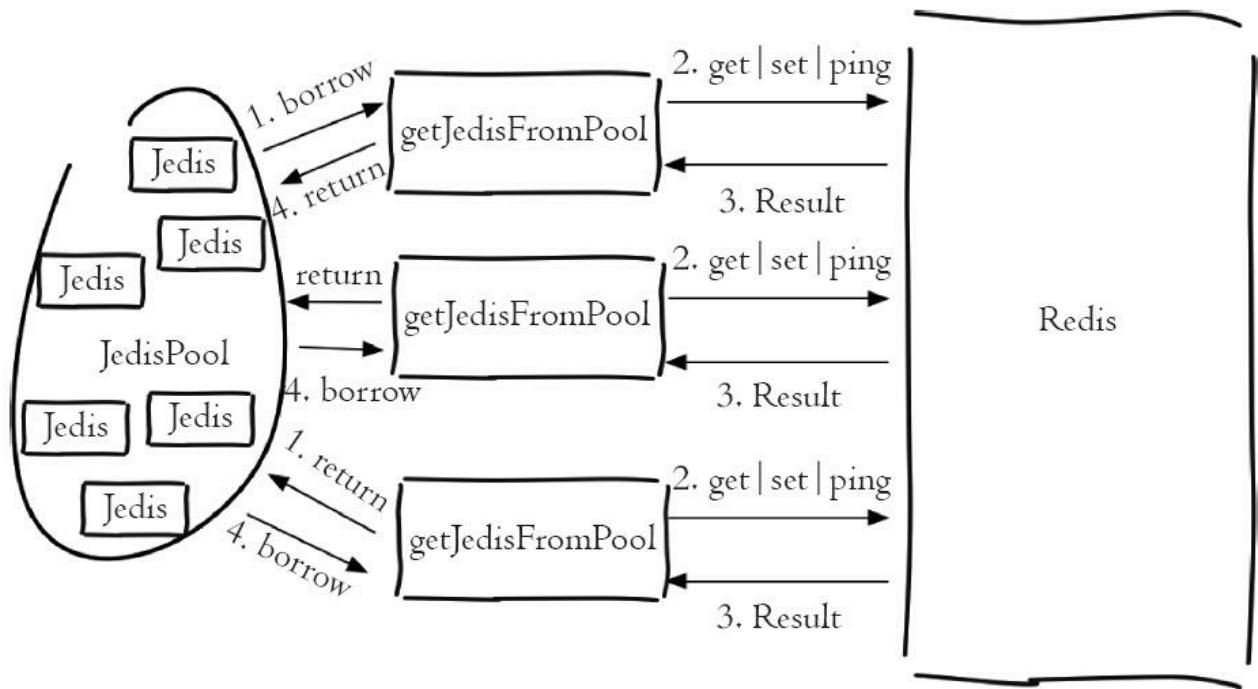 1. borrow
getJedisFromPool
4. return
2. get|set|ping
3. Result
Jedis
Jedis
Jedis
JedisPool
Jedis
Jedis
Jedis
return
getJedisFromPool
4. borrow
2. get|set|ping
3. Result
1. return
getJedisFromPool
4. borrow
2. get|set|ping
3. Result
Redis